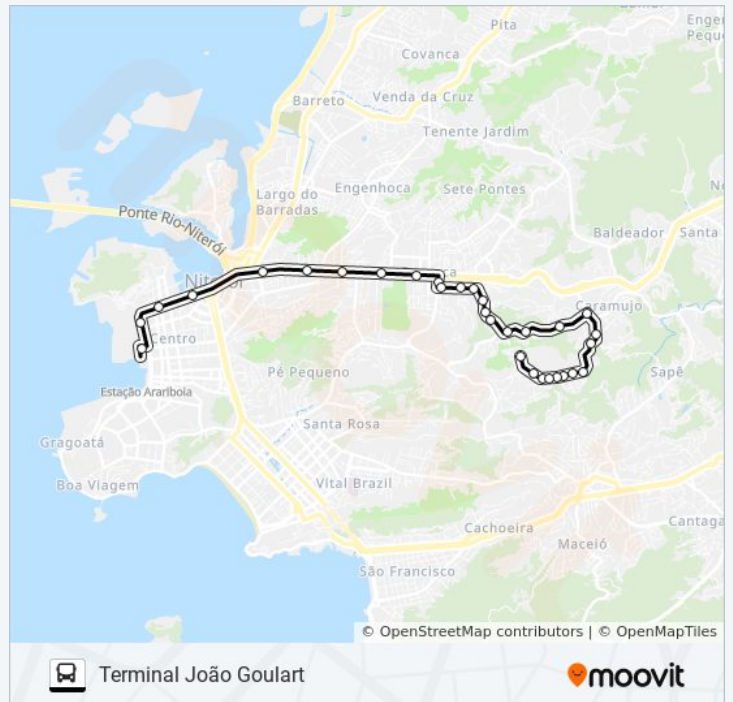 Pita
Covanca
Barreto
Venda da Cruz
Tenente Jardim
Largo do
Barradas
Engenhoca
Sete Pontes
Ponte Rio-Niterói
Baldeador
Santa
Caramujo
Centro
Pé Pequeno
Sapê
Estação Arariboia
Santa Rosa
Gragoatá
Boa Viagem
Vital Brazil
Cachoeira
Cantaga
Maceió
São Francisco
© OpenStreetMap contributors | © OpenMapTiles
Terminal João Goulart
moovit